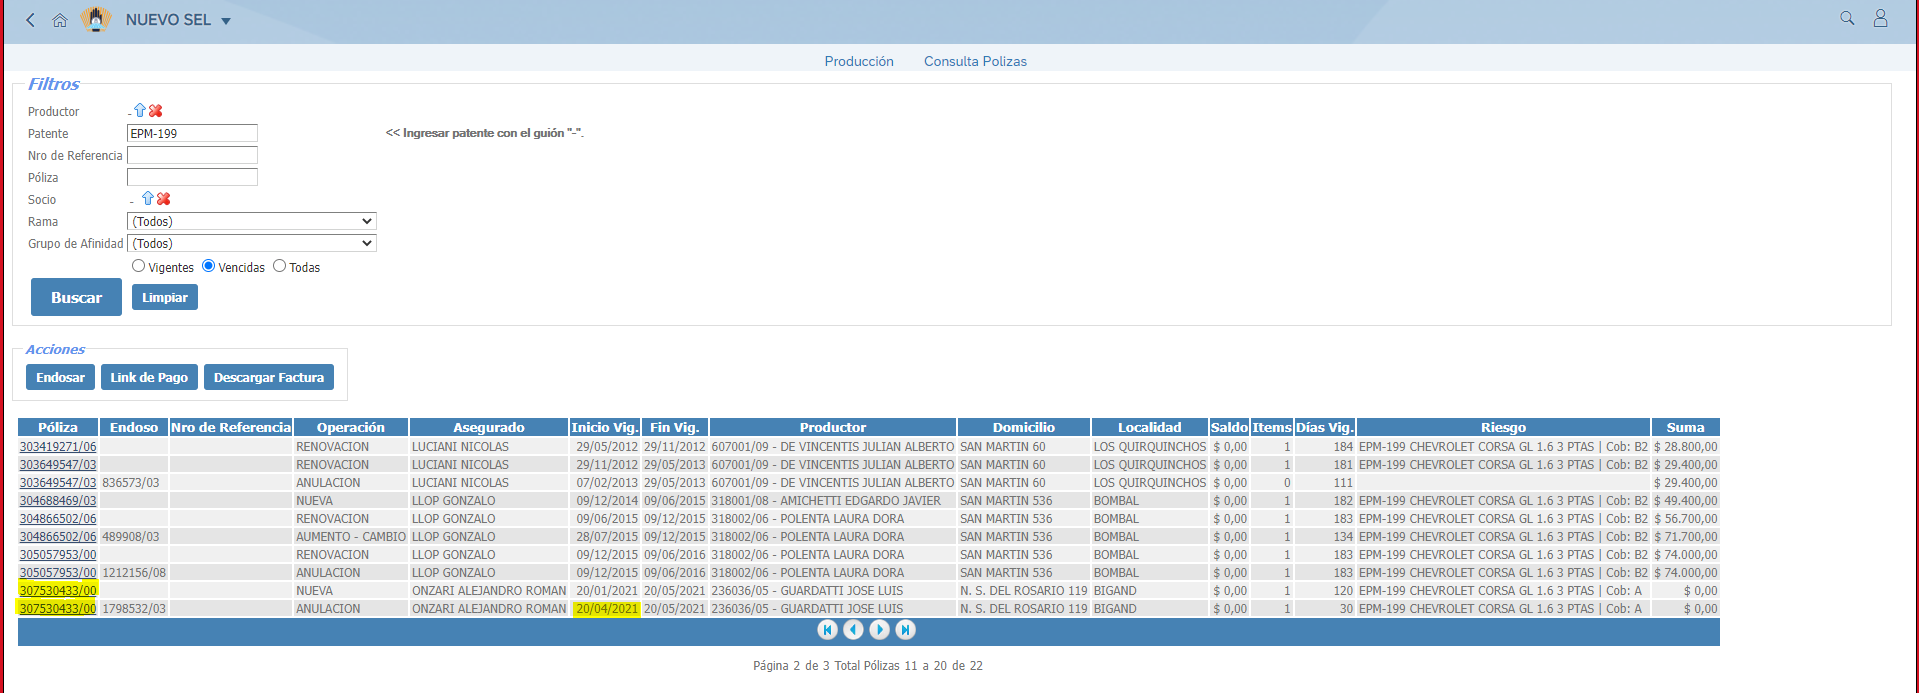 NUEVO SEL
Producción Consulta Polizas
Filtros
Productor -
Patente EPM-199 << Ingresar patente con el guión "-".
Nro de Referencia
Póliza
Socio -
Rama (Todos)
Grupo de Afinidad (Todos)
Vigentes Vencidas Todas
Buscar Limpiar
Acciones
Endosar Link de Pago Descargar Factura
Póliza Endoso Nro de Referencia Operación Asegurado Inicio Vig. Fin Vig. Productor Domicilio Localidad Saldo Items Días Vig. Riesgo Suma
303419271/06 RENOVACION LUCIANI NICOLAS 29/05/2012 29/11/2012 607001/09 - DE VINCENTIS JULIAN ALBERTO SAN MARTIN 60 LOS QUIRQUINCHOS $ 0,00 1 184 EPM-199 CHEVROLET CORSA GL 1.6 3 PTAS | Cob: B2 $ 28.800,00
303649547/03 RENOVACION LUCIANI NICOLAS 29/11/2012 29/05/2013 607001/09 - DE VINCENTIS JULIAN ALBERTO SAN MARTIN 60 LOS QUIRQUINCHOS $ 0,00 1 181 EPM-199 CHEVROLET CORSA GL 1.6 3 PTAS | Cob: B2 $ 29.400,00
303649547/03 836573/03 ANULACION LUCIANI NICOLAS 07/02/2013 29/05/2013 607001/09 - DE VINCENTIS JULIAN ALBERTO SAN MARTIN 60 LOS QUIRQUINCHOS $ 0,00 0 111 $ 29.400,00
304688469/03 NUEVA LLOP GONZALO 09/12/2014 09/06/2015 318001/08 - AMICHETTI EDGARDO JAVIER SAN MARTIN 536 BOMBAL $ 0,00 1 182 EPM-199 CHEVROLET CORSA GL 1.6 3 PTAS | Cob: B2 $ 49.400,00
304866502/06 RENOVACION LLOP GONZALO 09/06/2015 09/12/2015 318002/06 - POLENTA LAURA DORA SAN MARTIN 536 BOMBAL $ 0,00 1 183 EPM-199 CHEVROLET CORSA GL 1.6 3 PTAS | Cob: B2 $ 56.700,00
304866502/06 489908/03 AUMENTO - CAMBIO LLOP GONZALO 28/07/2015 09/12/2015 318002/06 - POLENTA LAURA DORA SAN MARTIN 536 BOMBAL $ 0,00 1 134 EPM-199 CHEVROLET CORSA GL 1.6 3 PTAS | Cob: B2 $ 71.700,00
305057953/00 RENOVACION LLOP GONZALO 09/12/2015 09/06/2016 318002/06 - POLENTA LAURA DORA SAN MARTIN 536 BOMBAL $ 0,00 1 183 EPM-199 CHEVROLET CORSA GL 1.6 3 PTAS | Cob: B2 $ 74.000,00
305057953/00 1212156/08 ANULACION LLOP GONZALO 09/12/2015 09/06/2016 318002/06 - POLENTA LAURA DORA SAN MARTIN 536 BOMBAL $ 0,00 1 183 EPM-199 CHEVROLET CORSA GL 1.6 3 PTAS | Cob: B2 $ 74.000,00
307530433/00 NUEVA ONZARI ALEJANDRO ROMAN 20/01/2021 20/05/2021 236036/05 - GUARDATTI JOSE LUIS N. S. DEL ROSARIO 119 BIGAND $ 0,00 1 120 EPM-199 CHEVROLET CORSA GL 1.6 3 PTAS | Cob: A $ 0,00
307530433/00 1798532/03 ANULACION ONZARI ALEJANDRO ROMAN 20/04/2021 20/05/2021 236036/05 - GUARDATTI JOSE LUIS N. S. DEL ROSARIO 119 BIGAND $ 0,00 1 30 EPM-199 CHEVROLET CORSA GL 1.6 3 PTAS | Cob: A $ 0,00
Página 2 de 3 Total Pólizas 11 a 20 de 22